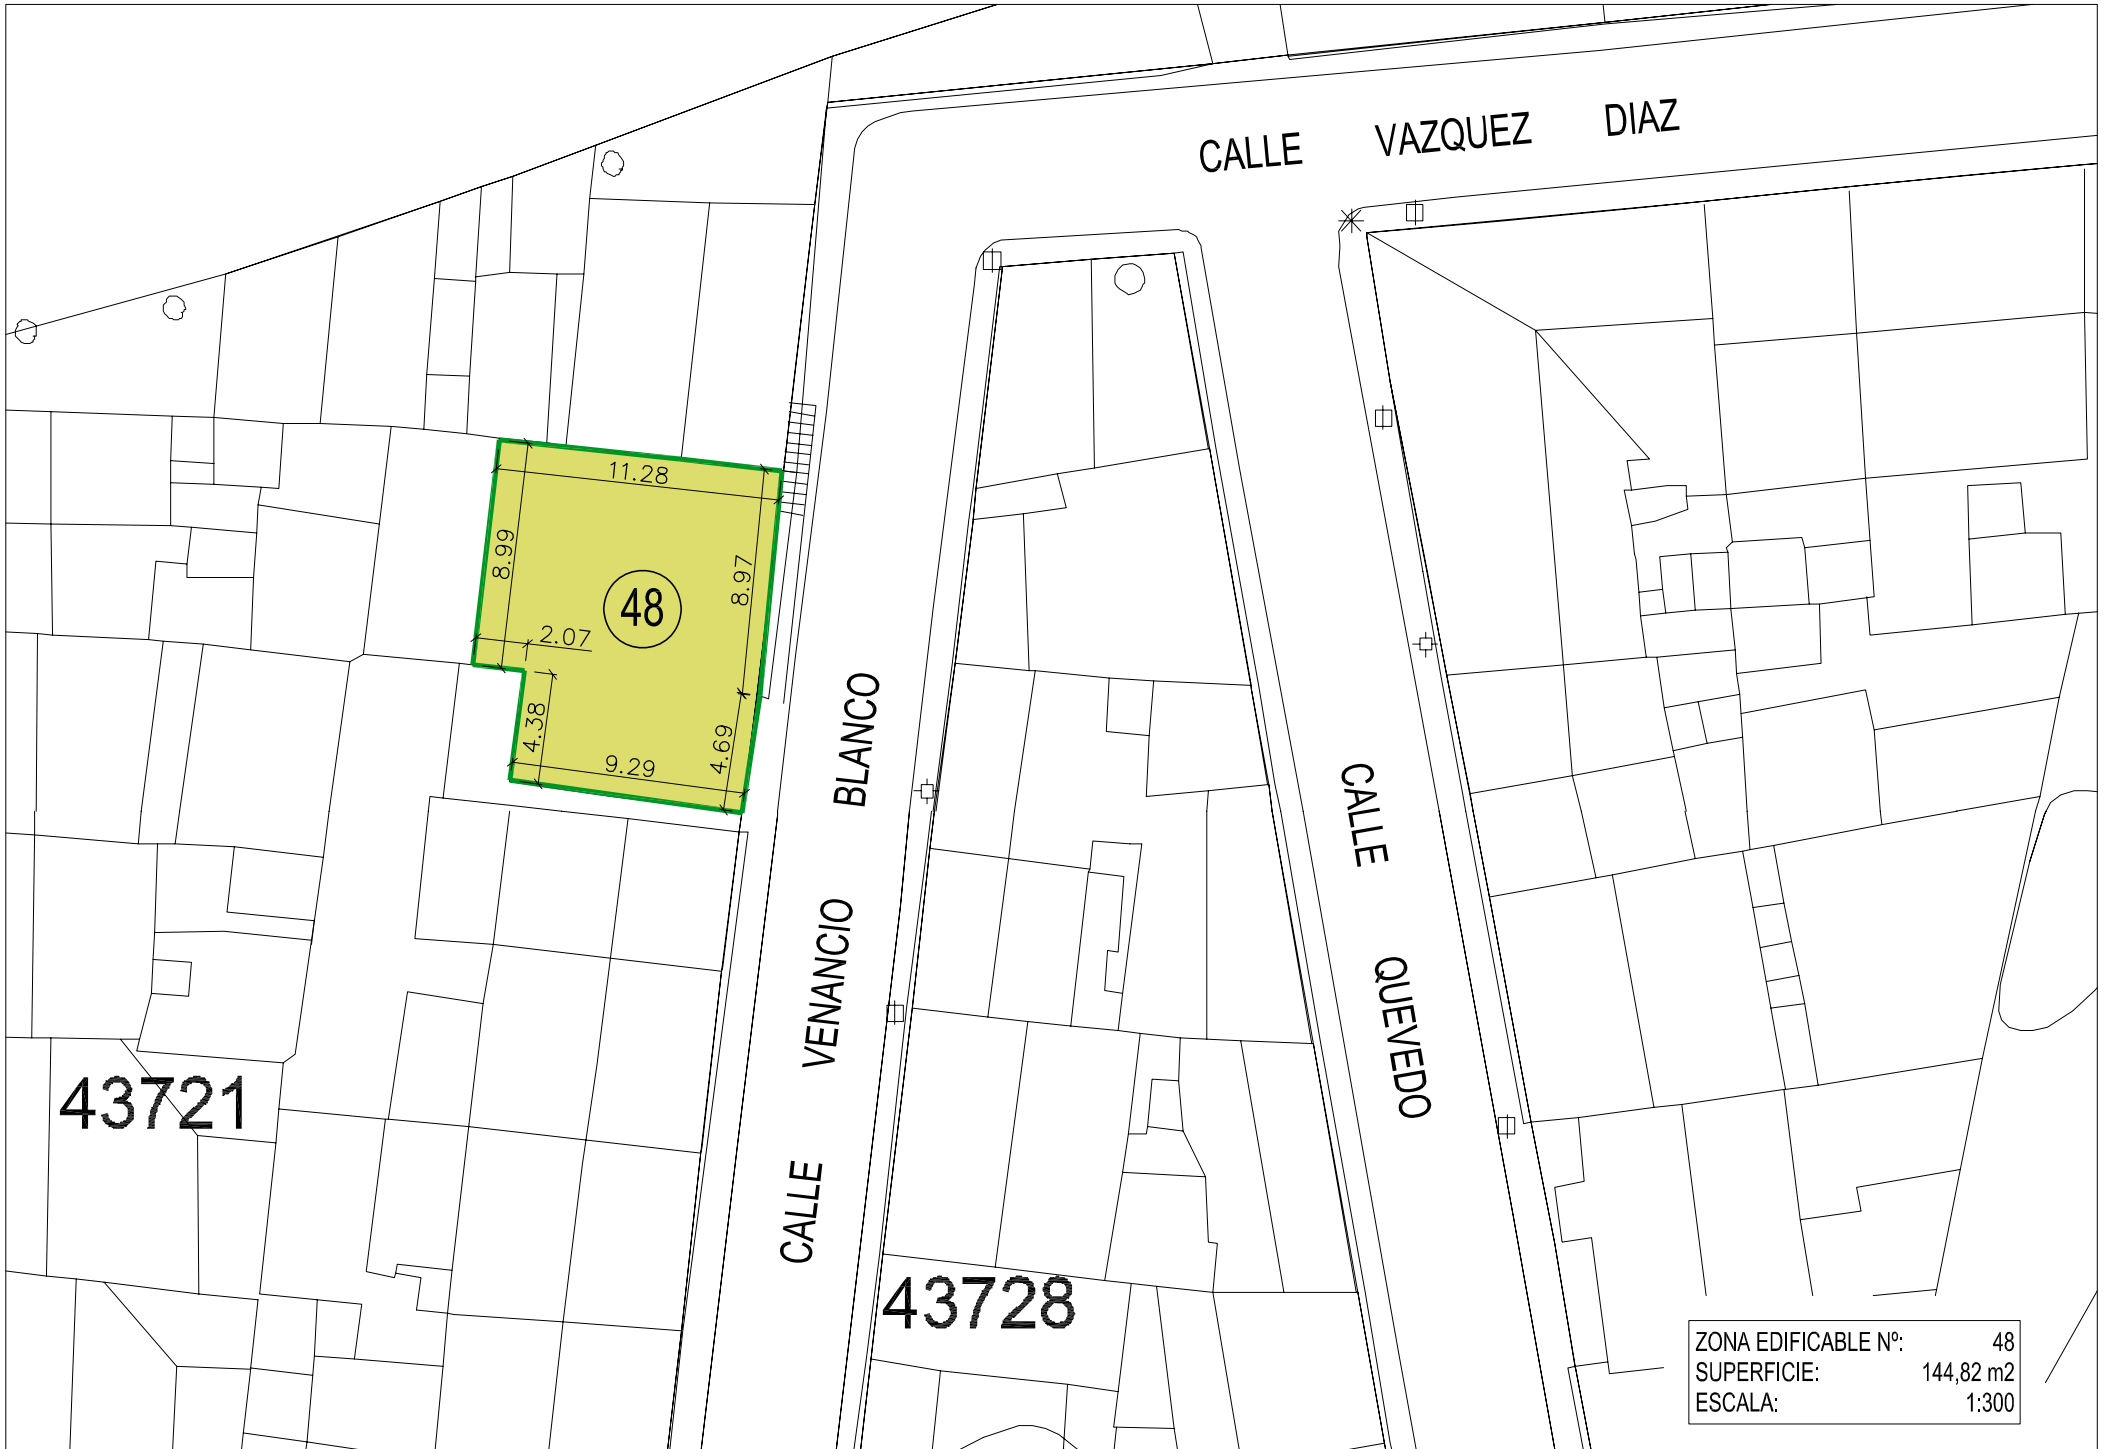 CALLE VAZQUEZ DIAZ
11.28
8.99
8.97
48
2.07
4.38
4.69
9.29
CALLE VENANCIO BLANCO
CALLE QUEVEDO
43721
43728
ZONA EDIFICABLE Nº: 48
SUPERFICIE: 144,82 m2
ESCALA: 1:300